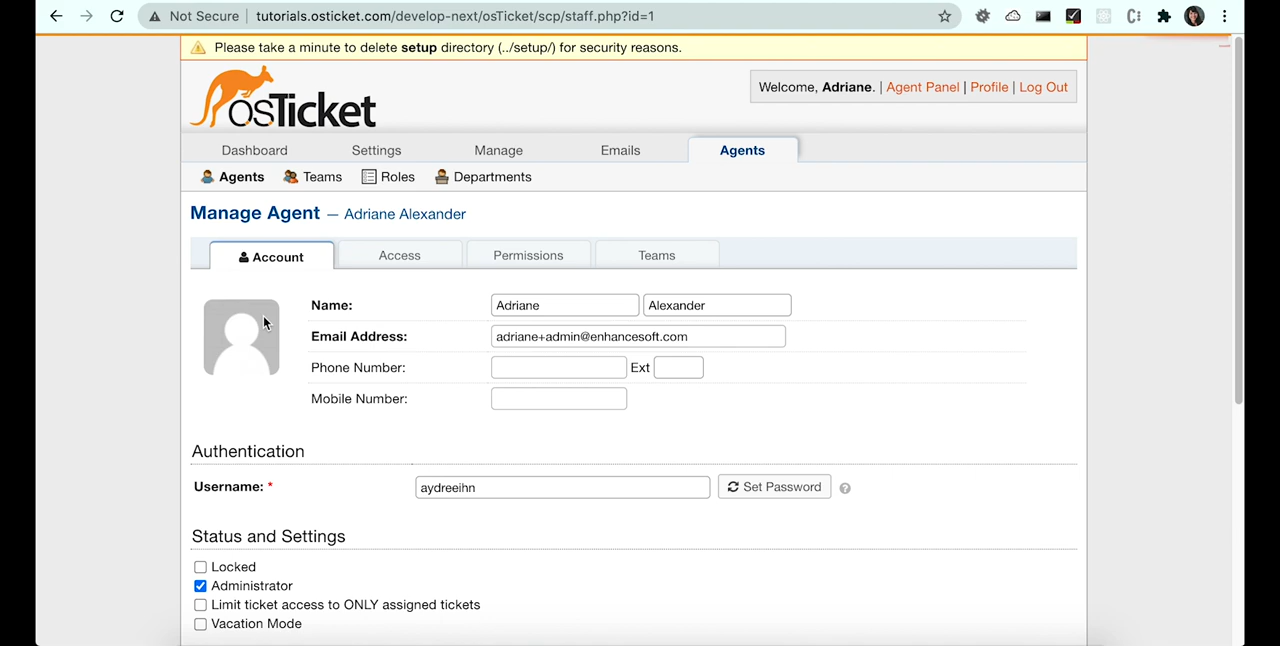 Not Secure | tutorials.osticket.com/develop-next/osTicket/scp/staff.php?id=1
Please take a minute to delete setup directory (../setup/) for security reasons.
osTicket
Welcome, Adriane. | Agent Panel | Profile | Log Out
Dashboard Settings Manage Emails Agents
Agents Teams Roles Departments
Manage Agent — Adriane Alexander
Account Access Permissions Teams
Name: Adriane Alexander
Email Address: adriane+admin@enhancesoft.com
Phone Number: Ext
Mobile Number:
Authentication
Username: * aydreeihn Set Password ?
Status and Settings
Locked
Administrator
Limit ticket access to ONLY assigned tickets
Vacation Mode